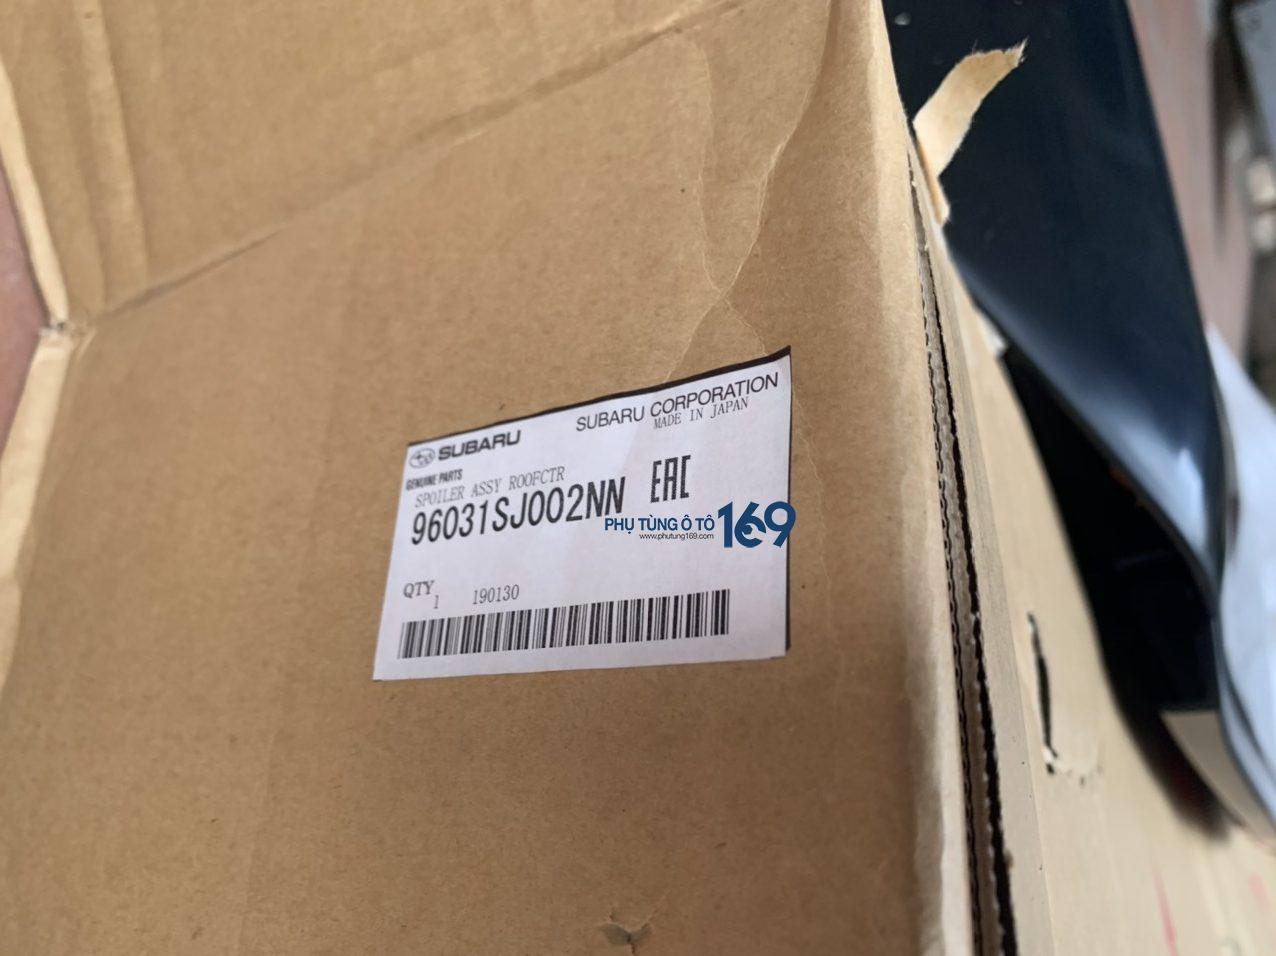 SUBARU
SUBARU CORPORATION
MADE IN JAPAN
GENUINE PARTS
SPOILER ASSY ROOFCTR
96031SJ002NN
EAC
PHỤ TÙNG Ô TÔ 169
www.phutung169.com
QTY
1 190130